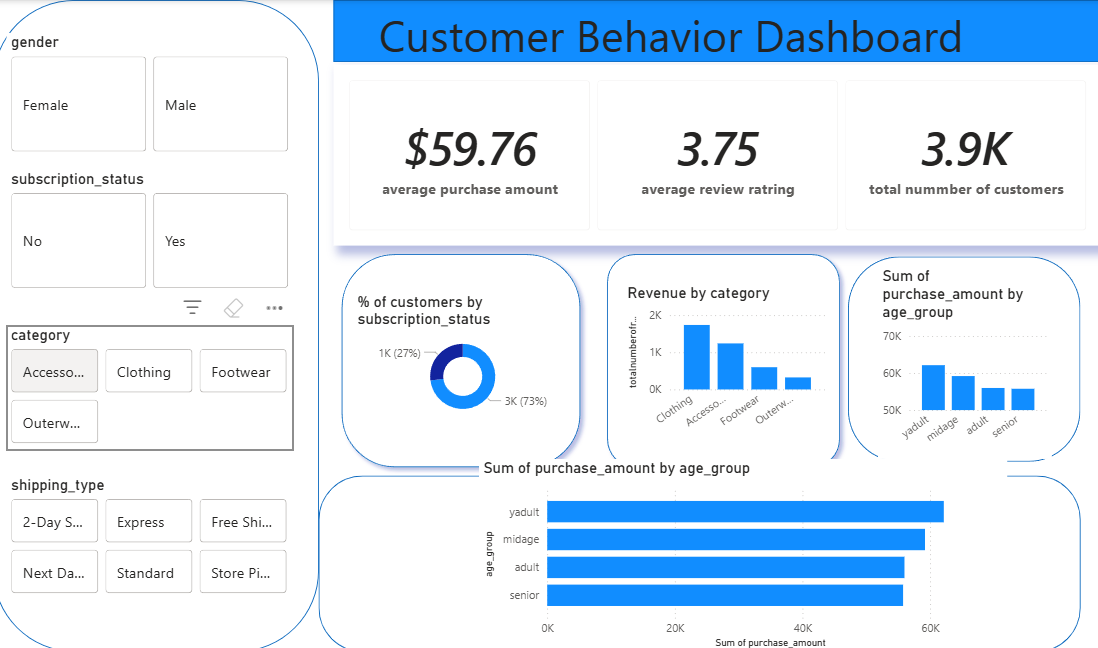 Customer Behavior Dashboard
gender
Female
Male
subscription_status
No
Yes
category
Accesso...
Clothing
Footwear
Outerw...
shipping_type
2-Day S...
Express
Free Shi...
Next Da...
Standard
Store Pi...
$59.76
average purchase amount
3.75
average review ratring
3.9K
total nummber of customers
% of customers by
subscription_status
1K (27%)
3K (73%)
Revenue by category
totalnumberofr...
2K
1K
0K
Clothing
Accesso...
Footwear
Outerw...
Sum of
purchase_amount by
age_group
70K
60K
50K
yadult
midage
adult
senior
Sum of purchase_amount by age_group
age_group
yadult
midage
adult
senior
0K
20K
40K
60K
Sum of purchase_amount